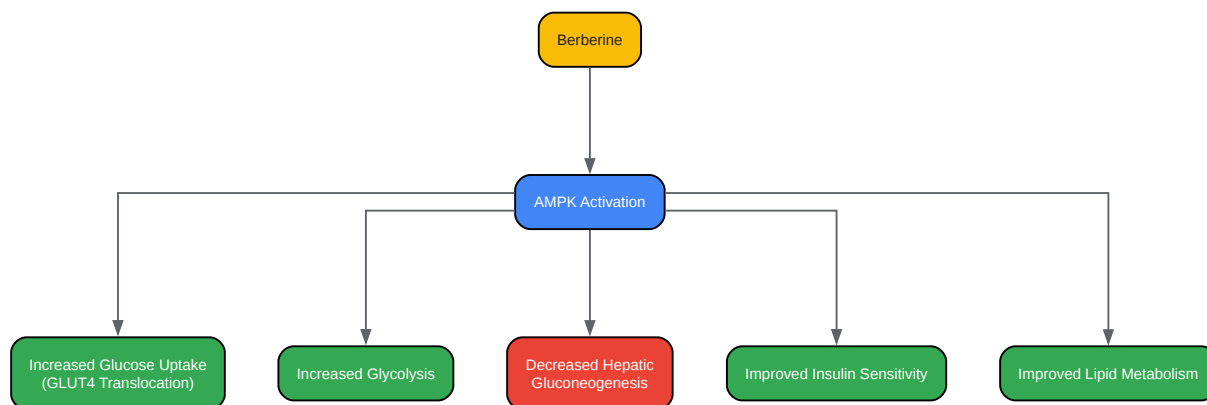 Berberine
AMPK Activation
Increased Glucose Uptake
(GLUT4 Translocation)
Increased Glycolysis
Decreased Hepatic
Gluconeogenesis
Improved Insulin Sensitivity
Improved Lipid Metabolism